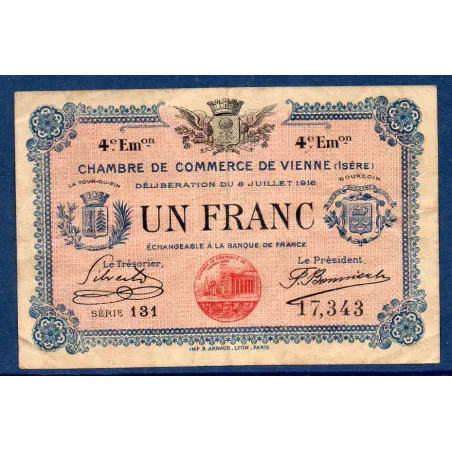 4e Emon 4e Emon
CHAMBRE DE COMMERCE DE VIENNE (ISÈRE)
LA TOUR-DU-PIN BOURGOIN
DÉLIBÉRATION DU 8 JUILLET 1916
UN FRANC
ÉCHANGEABLE A LA BANQUE DE FRANCE
Le Trésorier, Le Président,
SÉRIE 131 17,343
IMP. B. ARNAUD, LYON-PARIS